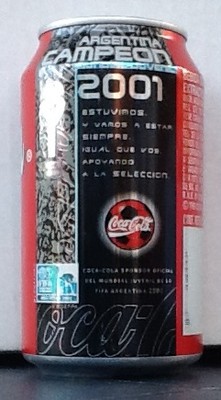 ARGENTINA
CAMPEON
2001
ESTUVIMOS,
Y VAMOS A ESTAR
SIEMPRE,
IGUAL QUE VOS,
APOYANDO
A LA SELECCION.
Coca-Cola
COCA-COLA SPONSOR OFICIAL
DEL MUNDIAL JUVENIL DE LA
FIFA ARGENTINA 2001
Coca-Cola